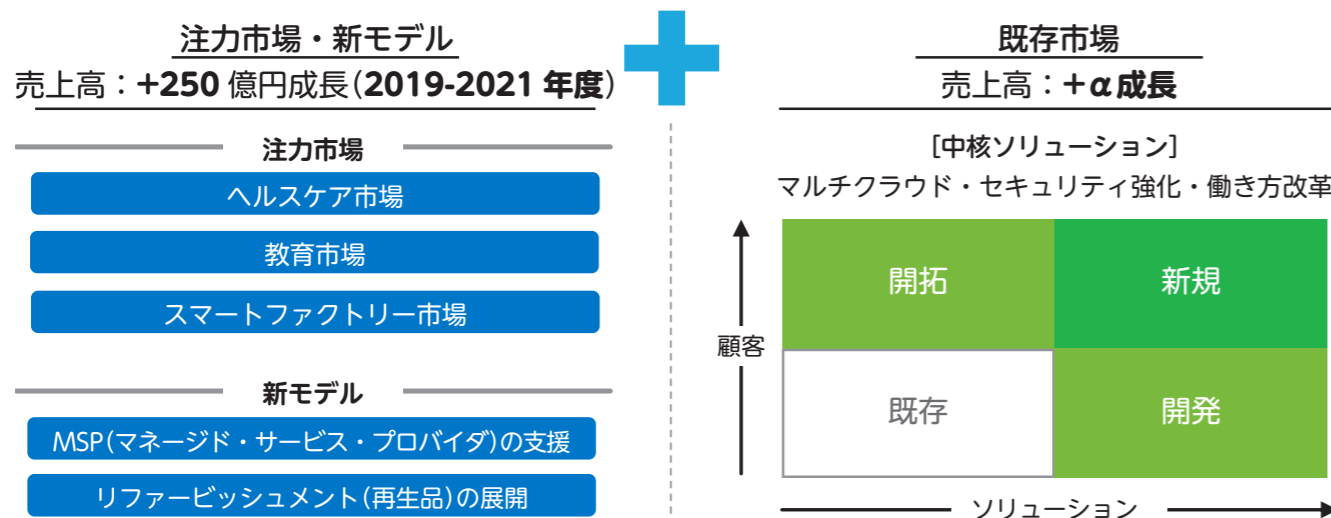 注力市場・新モデル
売上高：+250 億円成長(2019-2021 年度)
注力市場
ヘルスケア市場
教育市場
スマートファクトリー市場
新モデル
MSP(マネージド・サービス・プロバイダ)の支援
リファービッシュメント(再生品)の展開
既存市場
売上高：+α成長
[中核ソリューション]
マルチクラウド・セキュリティ強化・働き方改革
開拓
新規
顧客
既存
開発
ソリューション